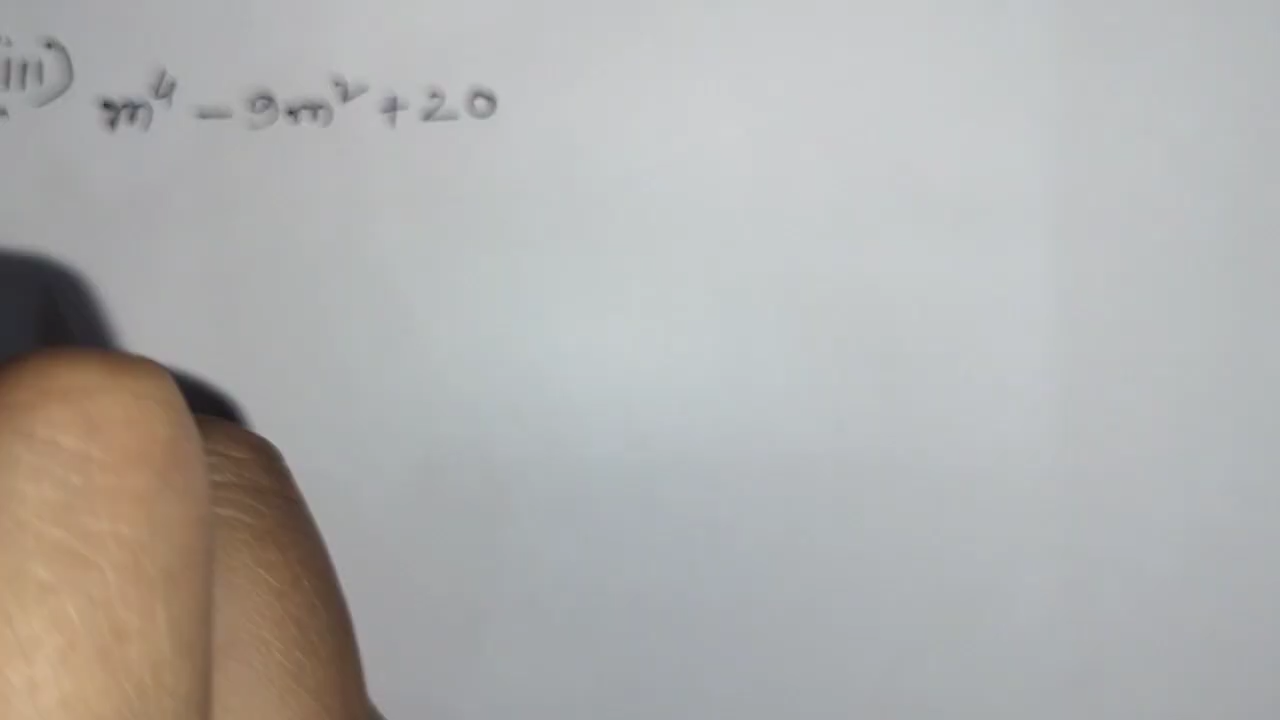 iii) m⁴ - 9m² + 20